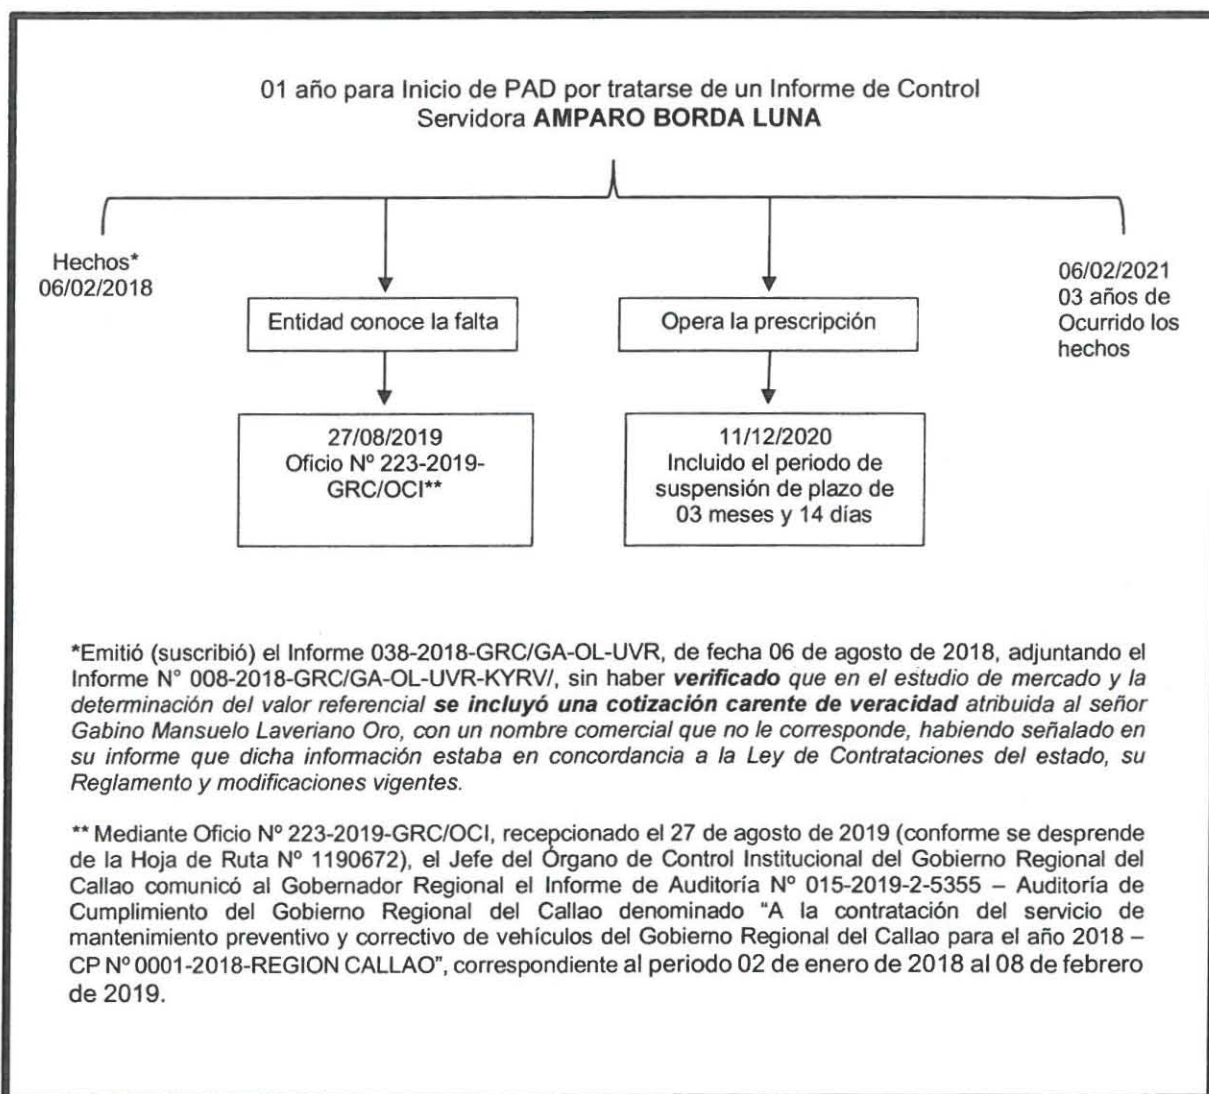 01 año para Inicio de PAD por tratarse de un Informe de Control
Servidora AMPARO BORDA LUNA
Hechos*
06/02/2018
Entidad conoce la falta
27/08/2019
Oficio Nº 223-2019-
GRC/OCI**
Opera la prescripción
11/12/2020
Incluido el periodo de
suspensión de plazo de
03 meses y 14 días
06/02/2021
03 años de
Ocurrido los
hechos
*Emitió (suscribió) el Informe 038-2018-GRC/GA-OL-UVR, de fecha 06 de agosto de 2018, adjuntando el
Informe N° 008-2018-GRC/GA-OL-UVR-KYRV/, sin haber verificado que en el estudio de mercado y la
determinación del valor referencial se incluyó una cotización carente de veracidad atribuida al señor
Gabino Mansuelo Laveriano Oro, con un nombre comercial que no le corresponde, habiendo señalado en
su informe que dicha información estaba en concordancia a la Ley de Contrataciones del estado, su
Reglamento y modificaciones vigentes.
** Mediante Oficio Nº 223-2019-GRC/OCI, recepcionado el 27 de agosto de 2019 (conforme se desprende
de la Hoja de Ruta Nº 1190672), el Jefe del Órgano de Control Institucional del Gobierno Regional del
Callao comunicó al Gobernador Regional el Informe de Auditoría Nº 015-2019-2-5355 – Auditoría de
Cumplimiento del Gobierno Regional del Callao denominado “A la contratación del servicio de
mantenimiento preventivo y correctivo de vehículos del Gobierno Regional del Callao para el año 2018 –
CP Nº 0001-2018-REGION CALLAO”, correspondiente al periodo 02 de enero de 2018 al 08 de febrero
de 2019.